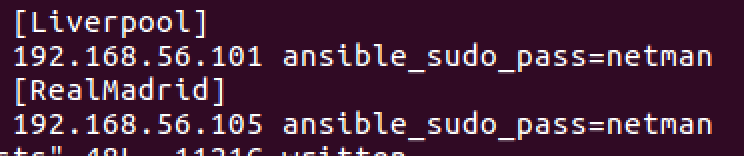 [Liverpool]
192.168.56.101 ansible_sudo_pass=netman
[RealMadrid]
192.168.56.105 ansible_sudo_pass=netman